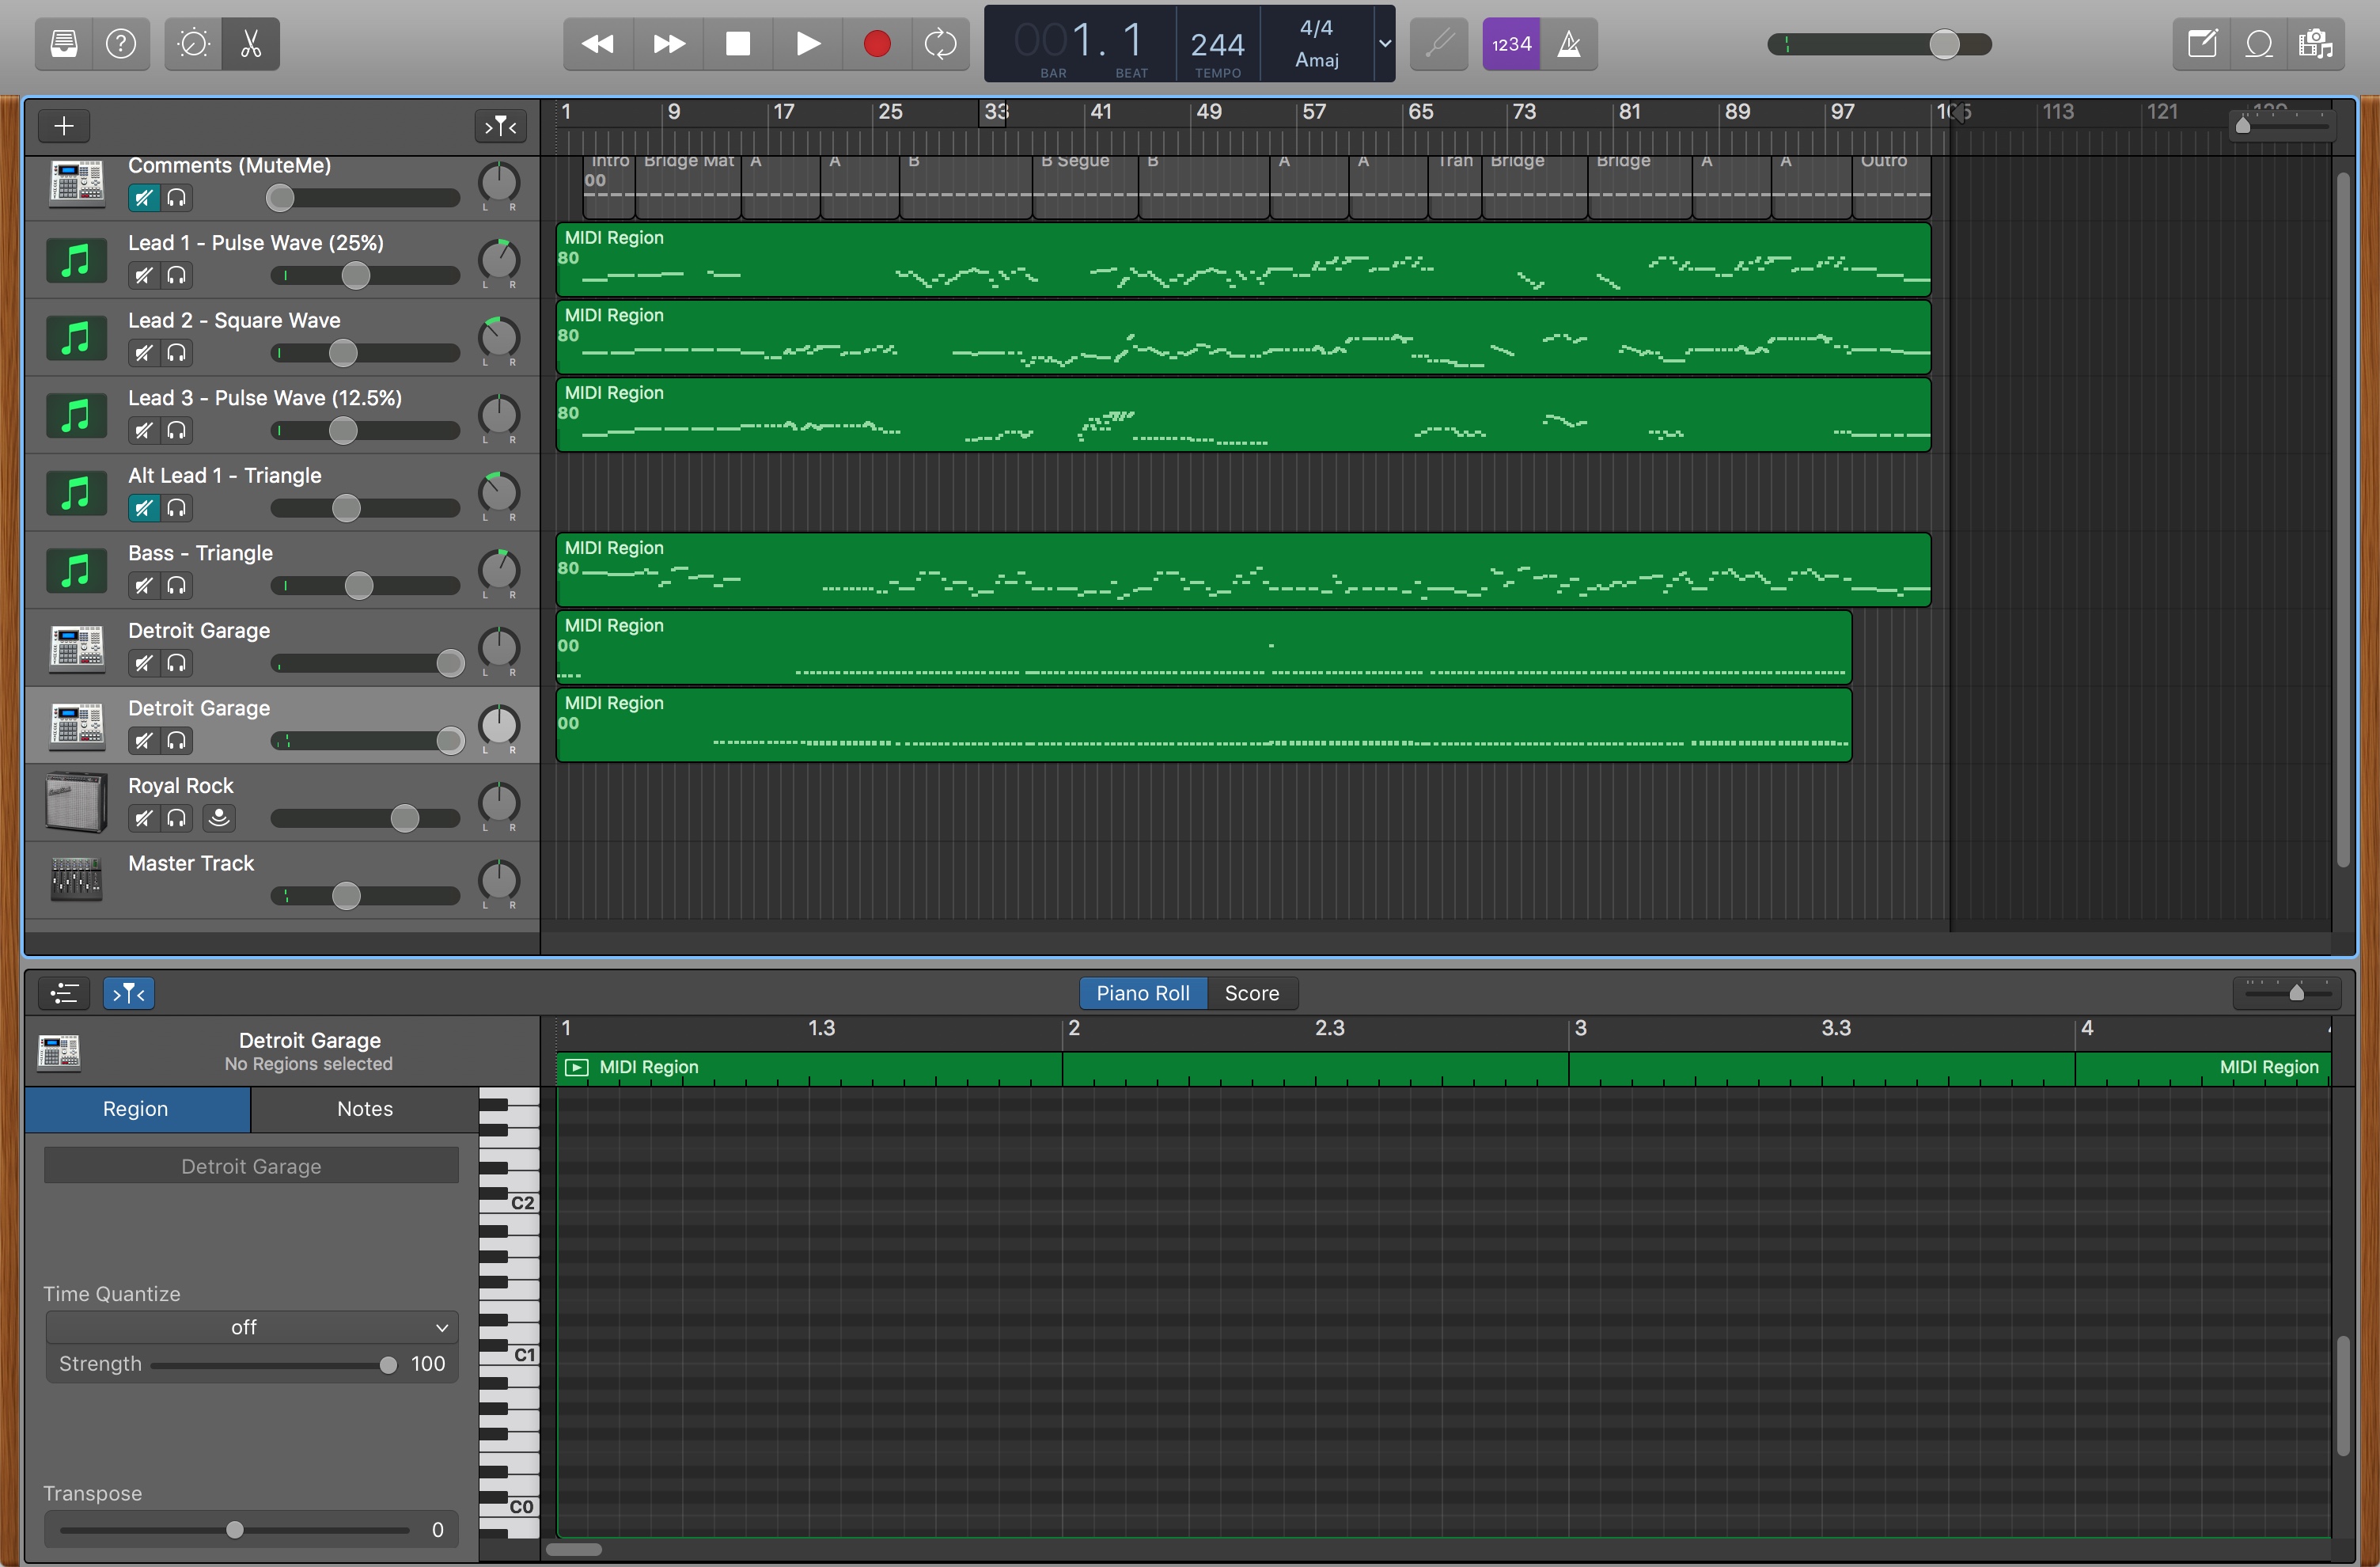 001. 1
BAR
BEAT
244
TEMPO
4/4
Amaj
1234
1 9 17 25 33 41 49 57 65 73 81 89 97 113 121
Comments (MuteMe)
L R
Intro Bridge Mat A A B B Segue B A A Tran Bridge Bridge A A Outro
00
Lead 1 - Pulse Wave (25%)
L R
MIDI Region
80
Lead 2 - Square Wave
L R
MIDI Region
80
Lead 3 - Pulse Wave (12.5%)
L R
MIDI Region
80
Alt Lead 1 - Triangle
L R
Bass - Triangle
L R
MIDI Region
80
Detroit Garage
L R
MIDI Region
00
Detroit Garage
L R
MIDI Region
00
Royal Rock
L R
Master Track
L R
Piano Roll Score
Detroit Garage
No Regions selected
1 1.3 2 2.3 3 3.3 4
MIDI Region MIDI Region
Region Notes
Detroit Garage
C2
Time Quantize
off
C1
Strength 100
Transpose
C0
0